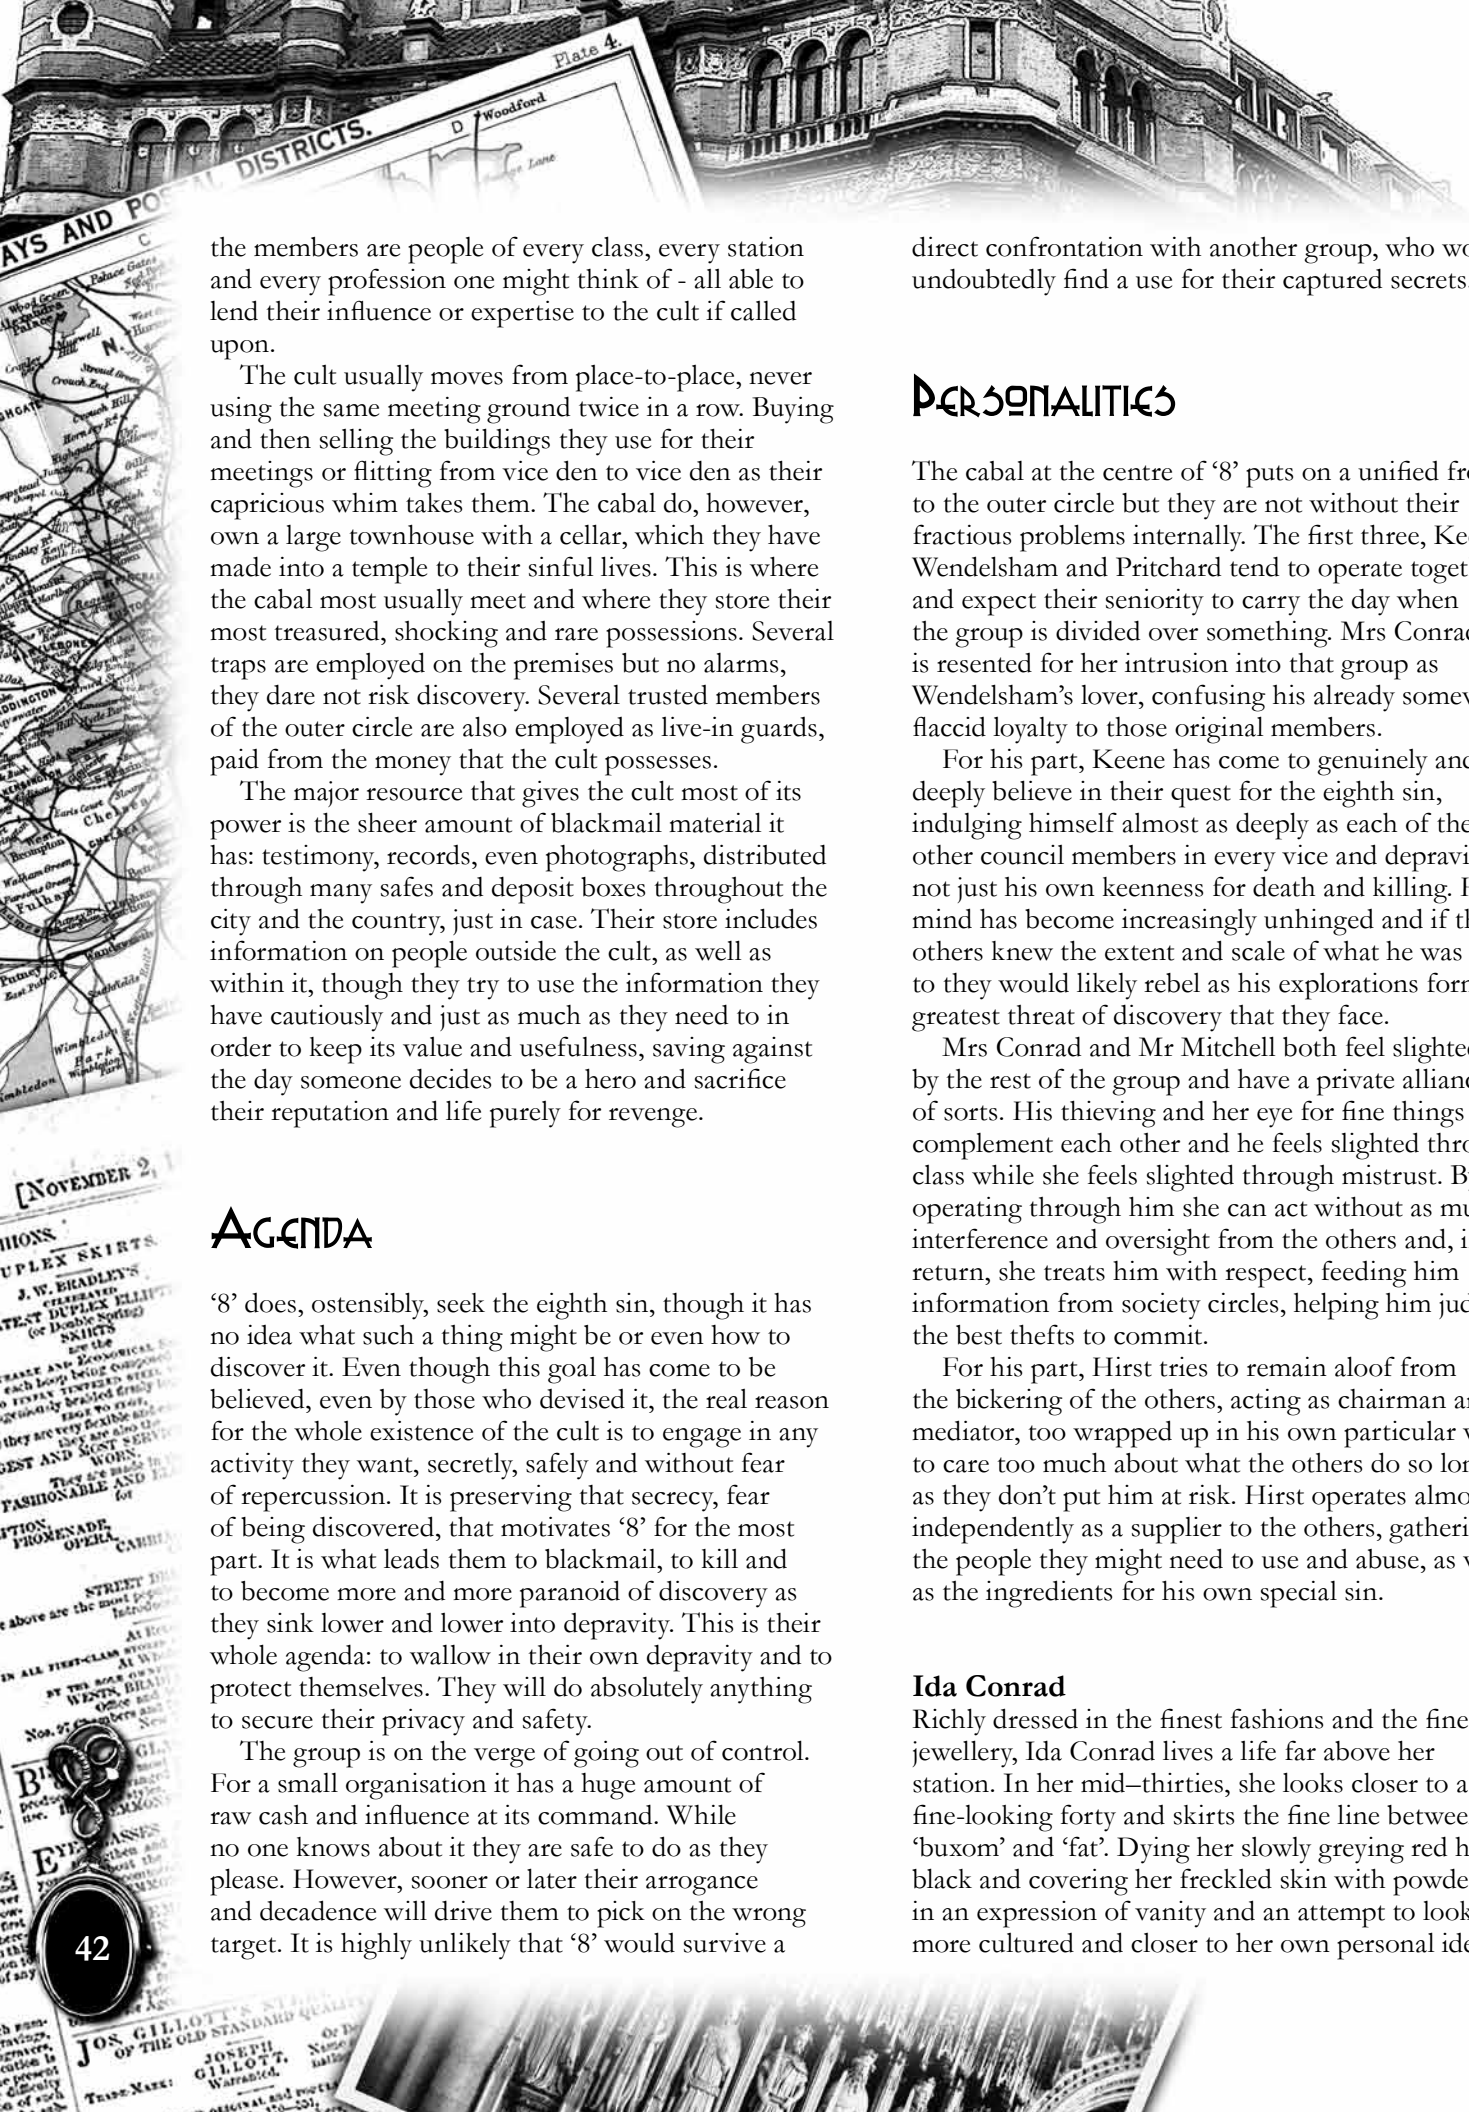 Plate 4.
AYS AND POSTAL DISTRICTS.
D
Woodford
C
the members are people of every class, every station
and every profession one might think of - all able to
lend their influence or expertise to the cult if called
upon.
The cult usually moves from place-to-place, never
using the same meeting ground twice in a row. Buying
and then selling the buildings they use for their
meetings or flitting from vice den to vice den as their
capricious whim takes them. The cabal do, however,
own a large townhouse with a cellar, which they have
made into a temple to their sinful lives. This is where
the cabal most usually meet and where they store their
most treasured, shocking and rare possessions. Several
traps are employed on the premises but no alarms,
they dare not risk discovery. Several trusted members
of the outer circle are also employed as live-in guards,
paid from the money that the cult possesses.
The major resource that gives the cult most of its
power is the sheer amount of blackmail material it
has: testimony, records, even photographs, distributed
through many safes and deposit boxes throughout the
city and the country, just in case. Their store includes
information on people outside the cult, as well as
within it, though they try to use the information they
have cautiously and just as much as they need to in
order to keep its value and usefulness, saving against
the day someone decides to be a hero and sacrifice
their reputation and life purely for revenge.
AGENDA
‘8’ does, ostensibly, seek the eighth sin, though it has
no idea what such a thing might be or even how to
discover it. Even though this goal has come to be
believed, even by those who devised it, the real reason
for the whole existence of the cult is to engage in any
activity they want, secretly, safely and without fear
of repercussion. It is preserving that secrecy, fear
of being discovered, that motivates ‘8’ for the most
part. It is what leads them to blackmail, to kill and
to become more and more paranoid of discovery as
they sink lower and lower into depravity. This is their
whole agenda: to wallow in their own depravity and to
protect themselves. They will do absolutely anything
to secure their privacy and safety.
The group is on the verge of going out of control.
For a small organisation it has a huge amount of
raw cash and influence at its command. While
no one knows about it they are safe to do as they
please. However, sooner or later their arrogance
and decadence will drive them to pick on the wrong
target. It is highly unlikely that ‘8’ would survive a
direct confrontation with another group, who wo
undoubtedly find a use for their captured secrets.
PERSONALITIES
The cabal at the centre of ‘8’ puts on a unified fro
to the outer circle but they are not without their
fractious problems internally. The first three, Kee
Wendelsham and Pritchard tend to operate toget
and expect their seniority to carry the day when
the group is divided over something. Mrs Conrad
is resented for her intrusion into that group as
Wendelsham’s lover, confusing his already somew
flaccid loyalty to those original members.
For his part, Keene has come to genuinely and
deeply believe in their quest for the eighth sin,
indulging himself almost as deeply as each of the
other council members in every vice and depravi
not just his own keenness for death and killing. H
mind has become increasingly unhinged and if th
others knew the extent and scale of what he was
to they would likely rebel as his explorations form
greatest threat of discovery that they face.
Mrs Conrad and Mr Mitchell both feel slighted
by the rest of the group and have a private allianc
of sorts. His thieving and her eye for fine things
complement each other and he feels slighted thro
class while she feels slighted through mistrust. By
operating through him she can act without as mu
interference and oversight from the others and, i
return, she treats him with respect, feeding him
information from society circles, helping him jud
the best thefts to commit.
For his part, Hirst tries to remain aloof from
the bickering of the others, acting as chairman an
mediator, too wrapped up in his own particular v
to care too much about what the others do so lon
as they don’t put him at risk. Hirst operates almo
independently as a supplier to the others, gatheri
the people they might need to use and abuse, as w
as the ingredients for his own special sin.
Ida Conrad
Richly dressed in the finest fashions and the fine
jewellery, Ida Conrad lives a life far above her
station. In her mid–thirties, she looks closer to a
fine-looking forty and skirts the fine line betwee
‘buxom’ and ‘fat’. Dying her slowly greying red h
black and covering her freckled skin with powde
in an expression of vanity and an attempt to look
more cultured and closer to her own personal ide
[NOVEMBER 2,
UPLEX SKIRTS
J. W. BRADLEY'S
42
JOS. GILLOTT'S
OF THE OLD STANDARD QUALITY
JOSEPH
GILLOTT,
Warranted.
TRADE MARK: